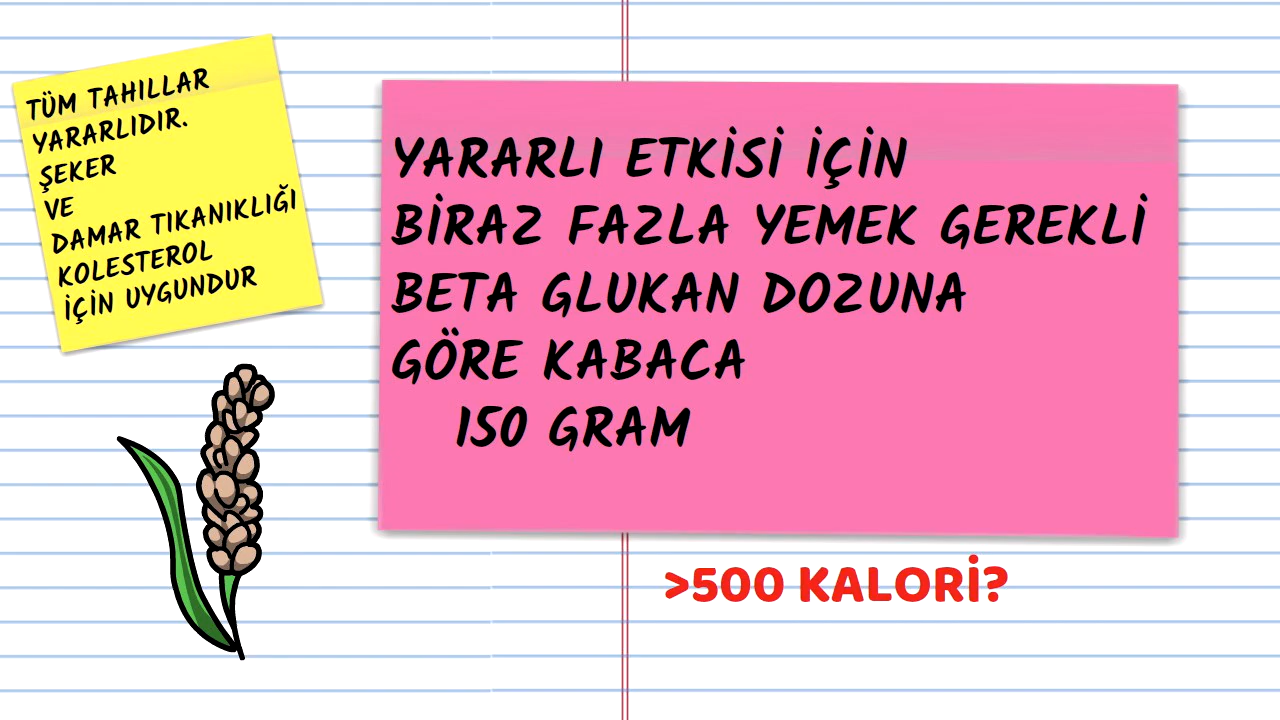 TÜM TAHILLAR
YARARLIDIR.
ŞEKER
VE
DAMAR TIKANIKLIĞI
KOLESTEROL
İÇİN UYGUNDUR
YARARLI ETKİSİ İÇİN
BİRAZ FAZLA YEMEK GEREKLİ
BETA GLUKAN DOZUNA
GÖRE KABACA
150 GRAM
>500 KALORİ?